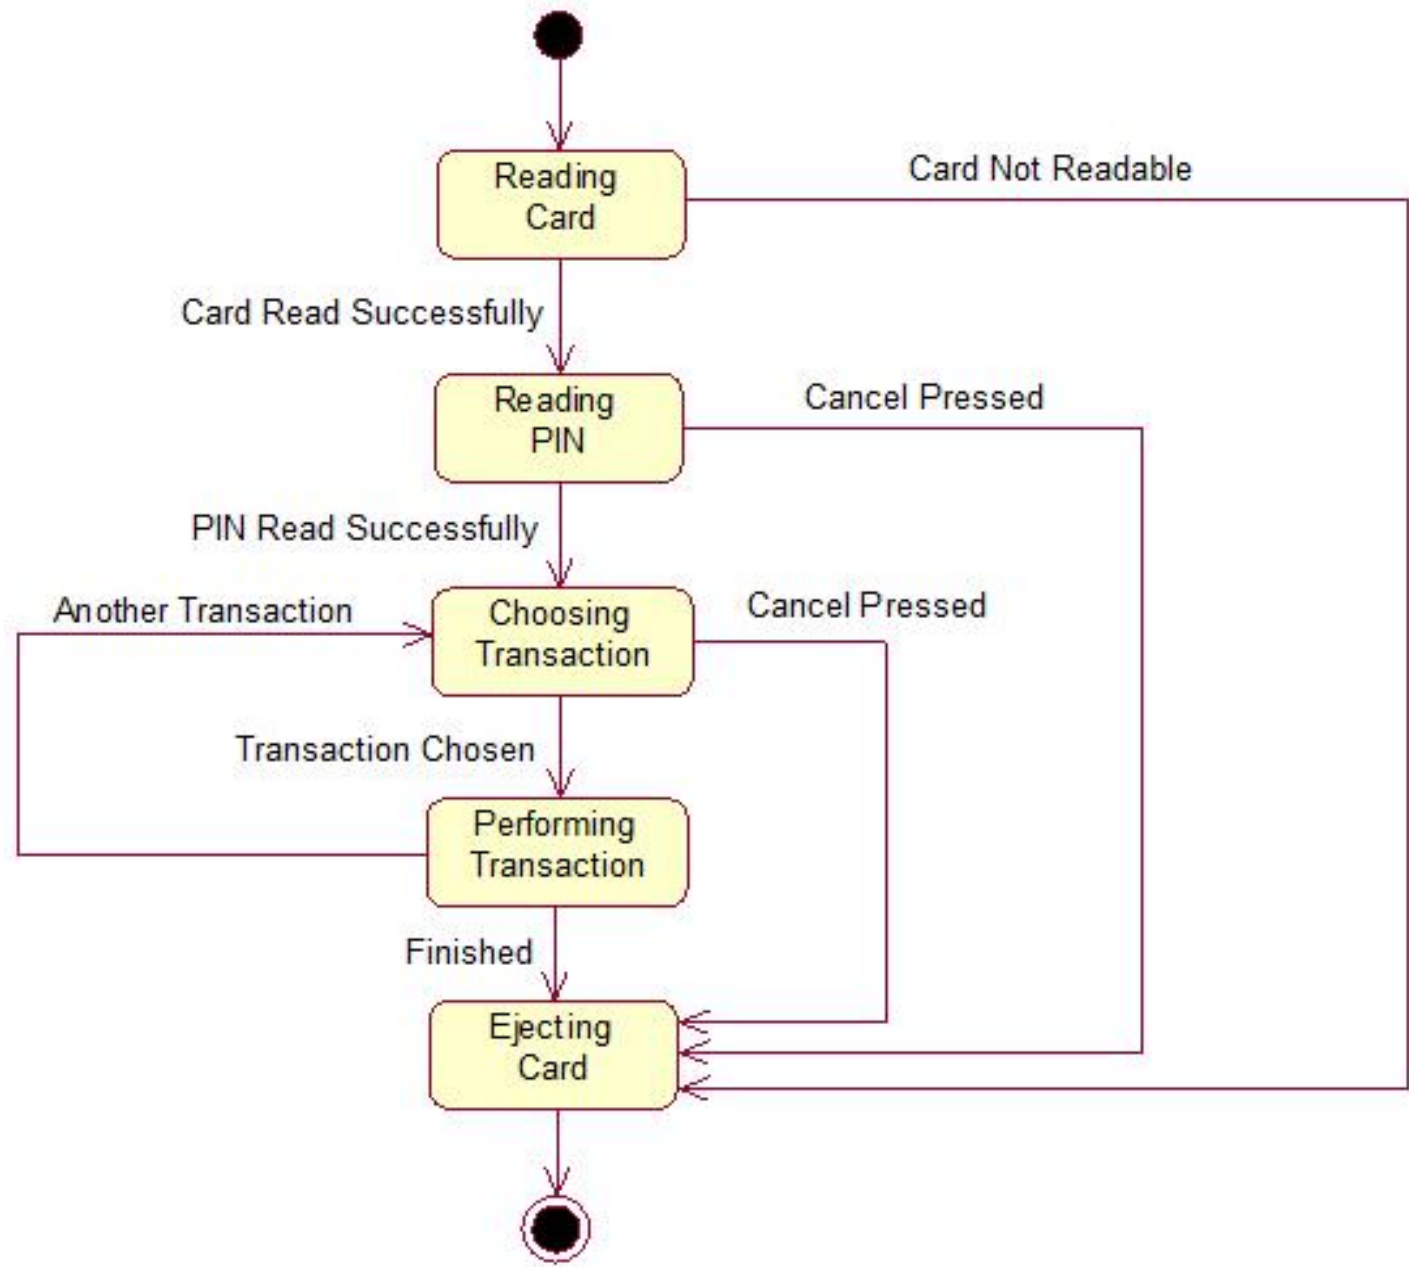 Reading
Card
Card Not Readable
Card Read Successfully
Reading
PIN
Cancel Pressed
PIN Read Successfully
Another Transaction
Choosing
Transaction
Cancel Pressed
Transaction Chosen
Performing
Transaction
Finished
Ejecting
Card